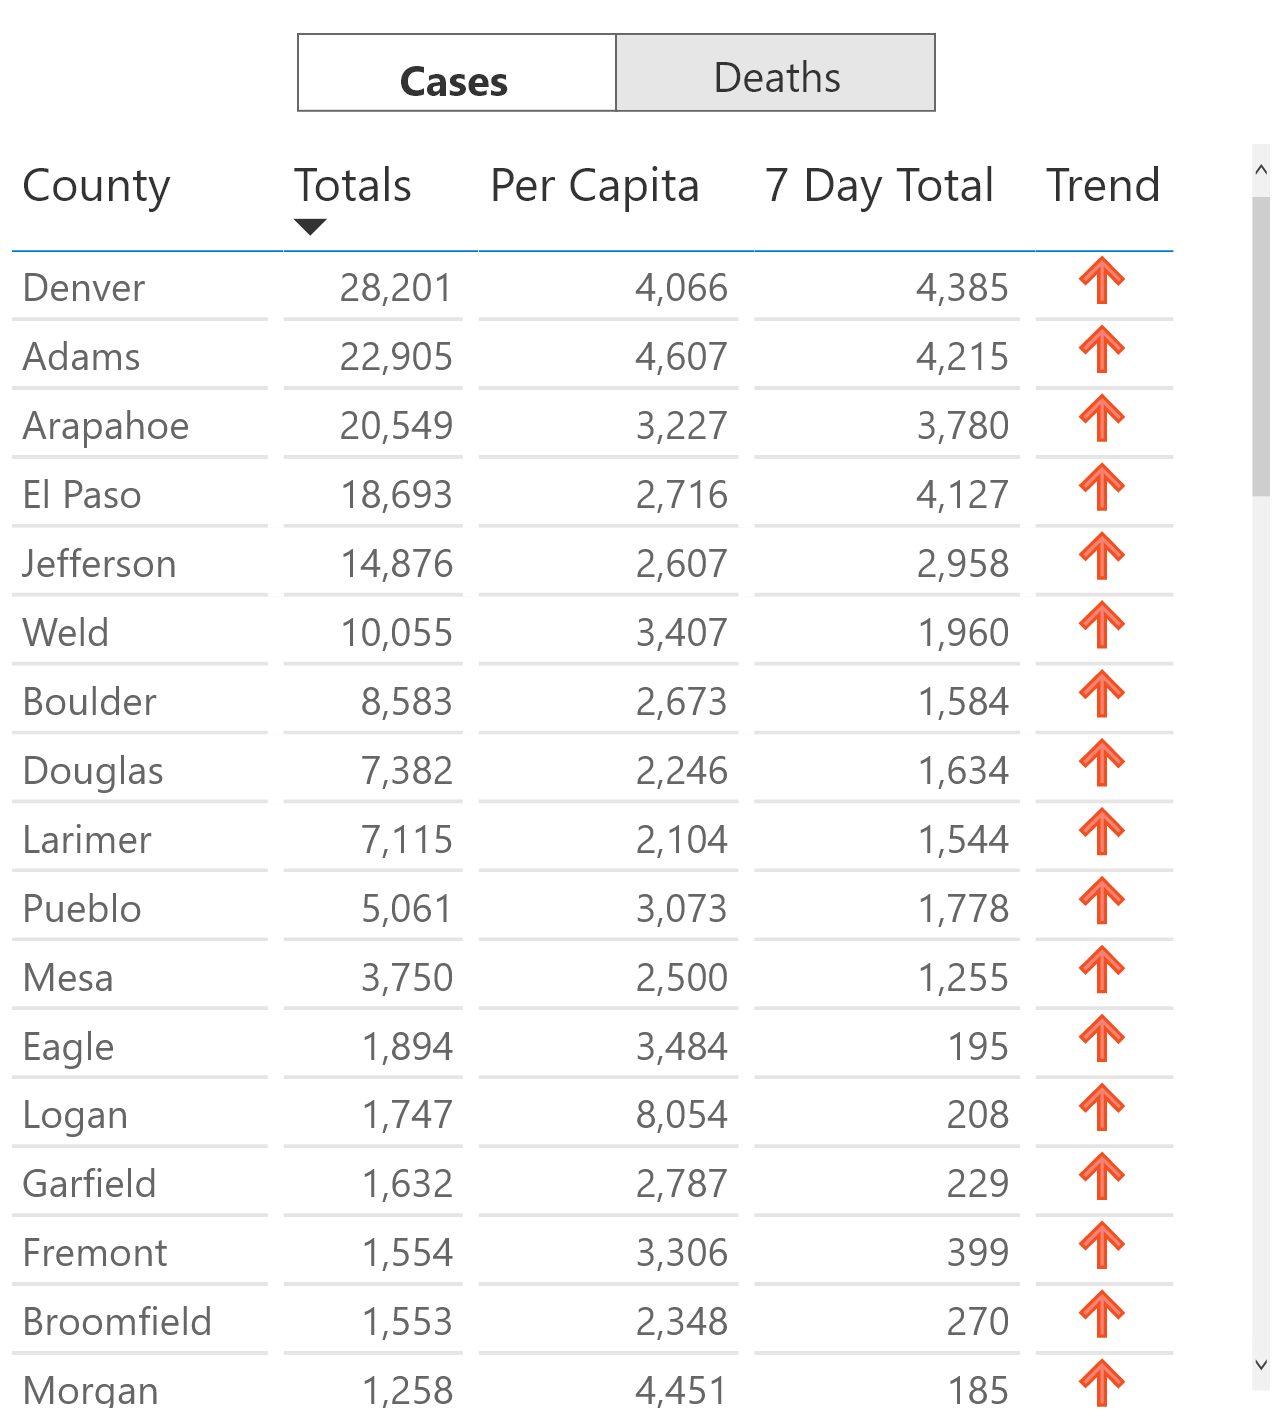 Cases Deaths
County Totals Per Capita 7 Day Total Trend
Denver 28,201 4,066 4,385
Adams 22,905 4,607 4,215
Arapahoe 20,549 3,227 3,780
El Paso 18,693 2,716 4,127
Jefferson 14,876 2,607 2,958
Weld 10,055 3,407 1,960
Boulder 8,583 2,673 1,584
Douglas 7,382 2,246 1,634
Larimer 7,115 2,104 1,544
Pueblo 5,061 3,073 1,778
Mesa 3,750 2,500 1,255
Eagle 1,894 3,484 195
Logan 1,747 8,054 208
Garfield 1,632 2,787 229
Fremont 1,554 3,306 399
Broomfield 1,553 2,348 270
Morgan 1,258 4,451 185